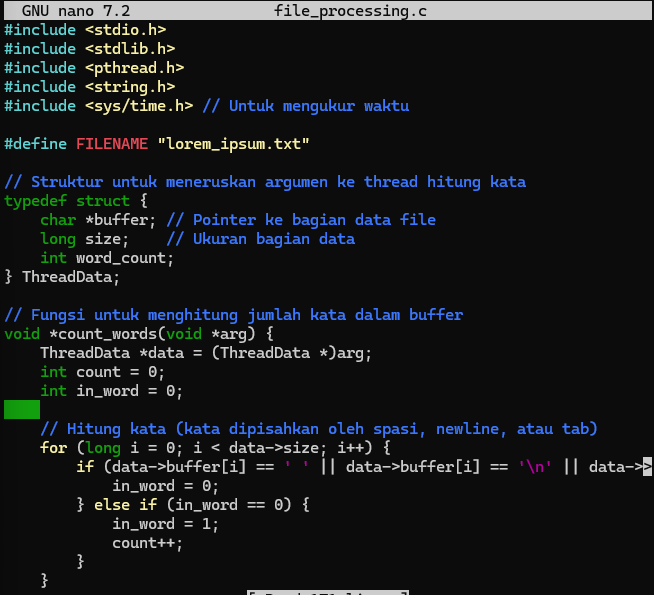 GNU nano 7.2 file_processing.c
#include <stdio.h>
#include <stdlib.h>
#include <pthread.h>
#include <string.h>
#include <sys/time.h> // Untuk mengukur waktu
#define FILENAME "lorem_ipsum.txt"
// Struktur untuk meneruskan argumen ke thread hitung kata
typedef struct {
    char *buffer; // Pointer ke bagian data file
    long size;    // Ukuran bagian data
    int word_count;
} ThreadData;
// Fungsi untuk menghitung jumlah kata dalam buffer
void *count_words(void *arg) {
    ThreadData *data = (ThreadData *)arg;
    int count = 0;
    int in_word = 0;
    // Hitung kata (kata dipisahkan oleh spasi, newline, atau tab)
    for (long i = 0; i < data->size; i++) {
        if (data->buffer[i] == ' ' || data->buffer[i] == '\n' || data->>
            in_word = 0;
        } else if (in_word == 0) {
            in_word = 1;
            count++;
        }
    }